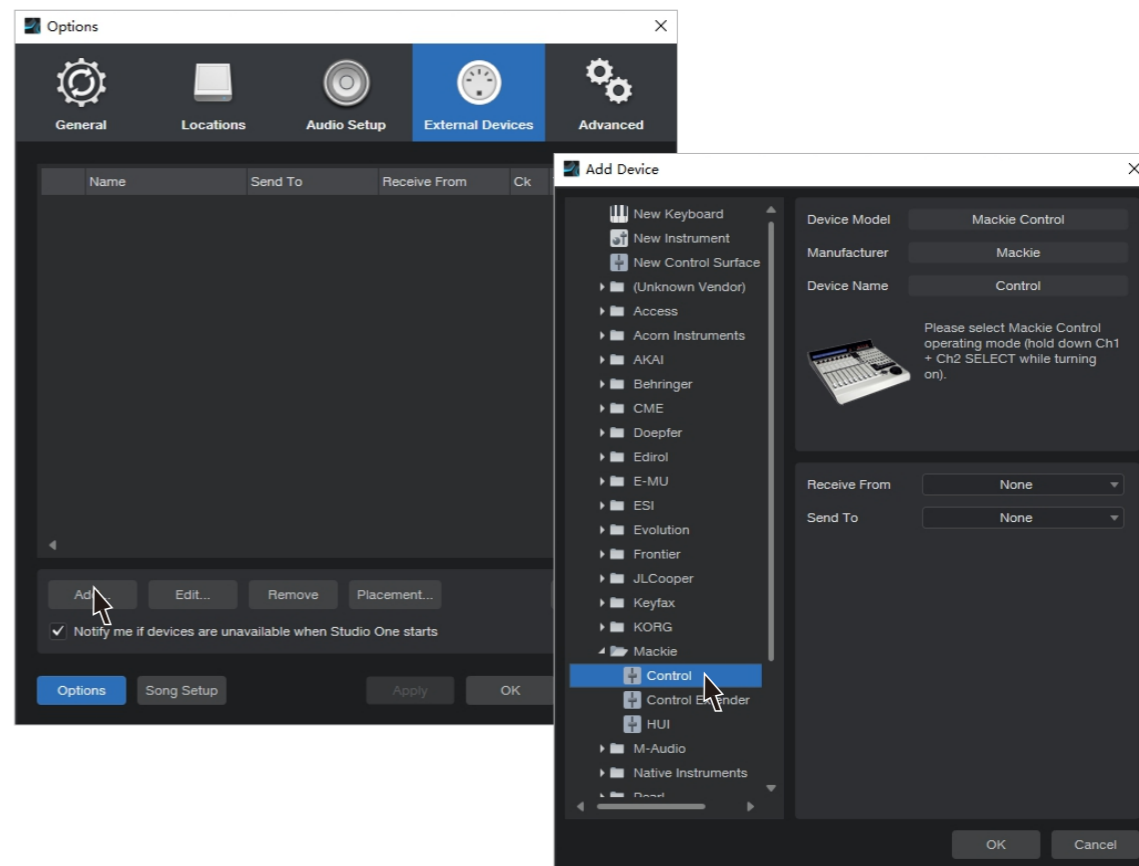 Options
General
Locations
Audio Setup
External Devices
Advanced
Name
Send To
Receive From
Ck
Notify me if devices are unavailable when Studio One starts
Edit...
Remove
Placement...
Options
Song Setup
Apply
OK
Add Device
New Keyboard
New Instrument
New Control Surface
(Unknown Vendor)
Access
Acorn Instruments
AKAI
Behringer
CME
Doepfer
Edirol
E-MU
ESI
Evolution
Frontier
JLCooper
Keyfax
KORG
Mackie
Control
Control Extender
HUI
M-Audio
Native Instruments
Device Model
Mackie Control
Manufacturer
Mackie
Device Name
Control
Please select Mackie Control
operating mode (hold down Ch1
+ Ch2 SELECT while turning
on).
Receive From
None
Send To
None
OK
Cancel